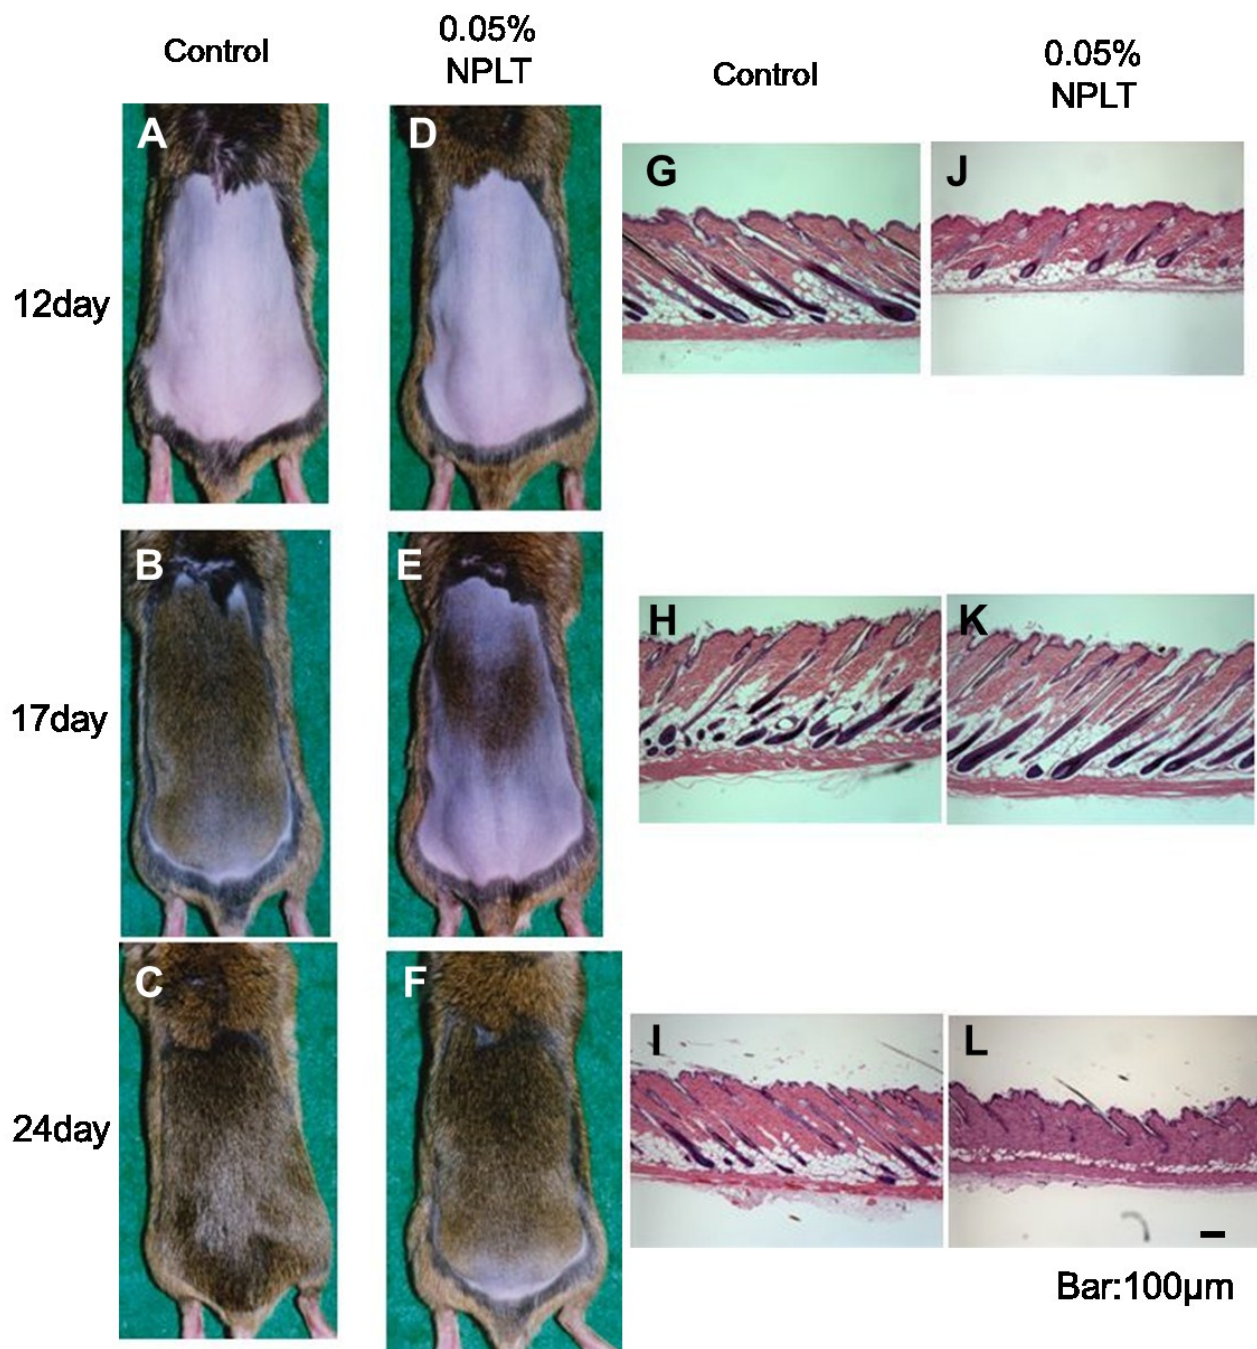 Control
0.05%
NPLT
Control
0.05%
NPLT
A
D
G
J
12day
B
E
H
K
17day
C
F
I
L
24day
Bar:100μm